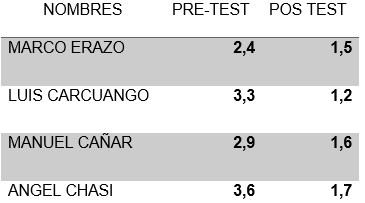 NOMBRES PRE-TEST POS TEST
MARCO ERAZO 2,4 1,5
LUIS CARCUANGO 3,3 1,2
MANUEL CAÑAR 2,9 1,6
ANGEL CHASI 3,6 1,7